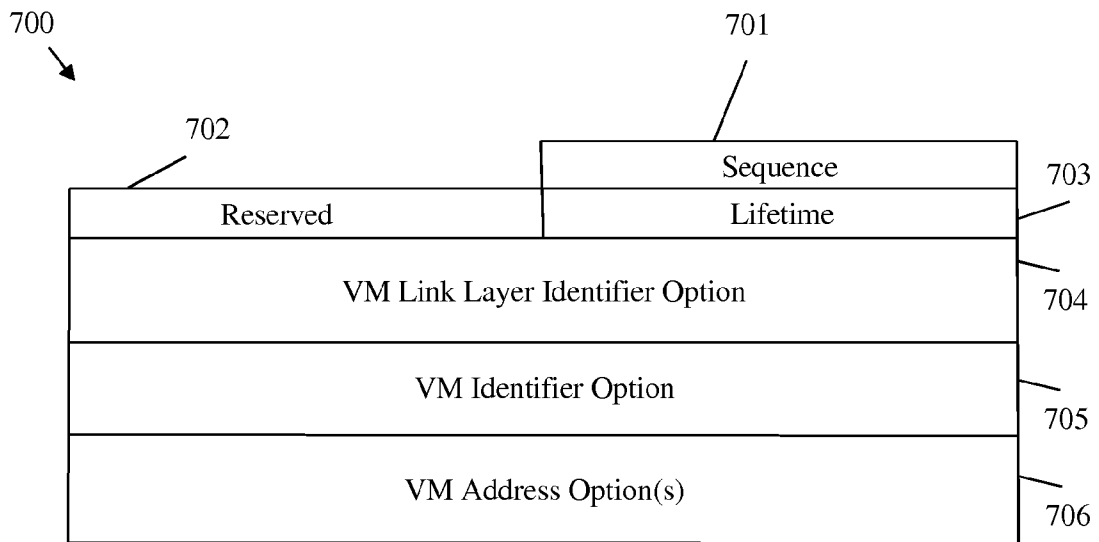 700
701
702
Sequence
703
Reserved
Lifetime
VM Link Layer Identifier Option
704
VM Identifier Option
705
VM Address Option(s)
706